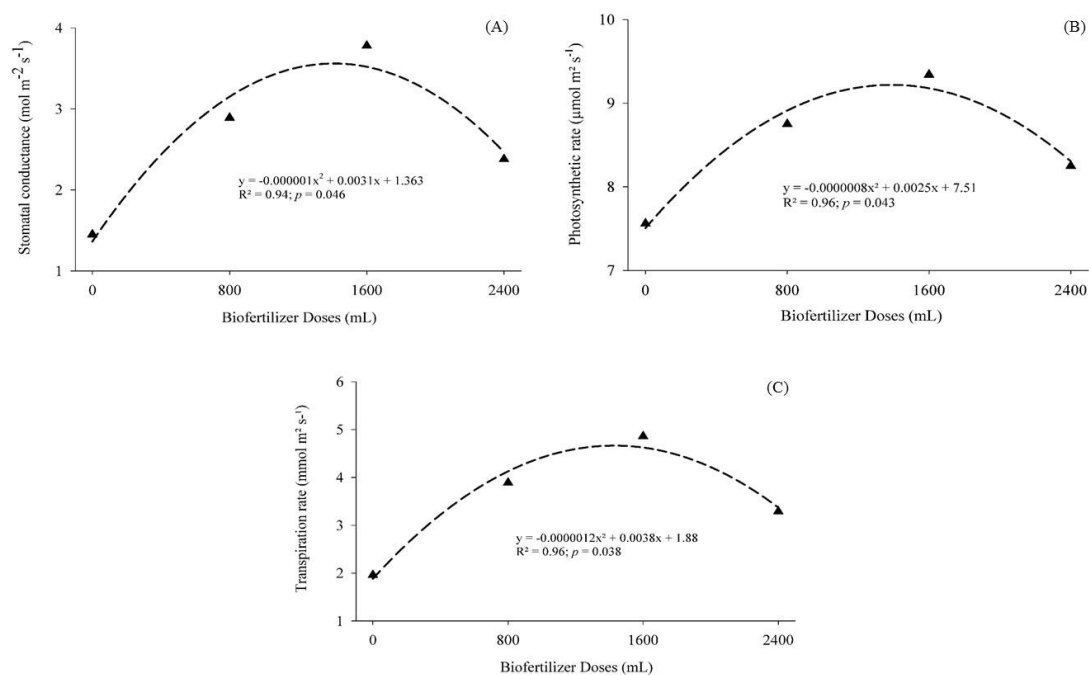 (A)
Stomatal conductance (mol m⁻² s⁻¹)
4
3
2
1
y = -0.000001x² + 0.0031x + 1.363
R² = 0.94; p = 0.046
0 800 1600 2400
Biofertilizer Doses (mL)
(B)
Photosynthetic rate (µmol m² s⁻¹)
10
9
8
7
y = -0.0000008x² + 0.0025x + 7.51
R² = 0.96; p = 0.043
0 800 1600 2400
Biofertilizer Doses (mL)
(C)
Transpiration rate (mmol m² s-¹)
6
5
4
3
2
1
y = -0.0000012x² + 0.0038x + 1.88
R² = 0.96; p = 0.038
0 800 1600 2400
Biofertilizer Doses (mL)